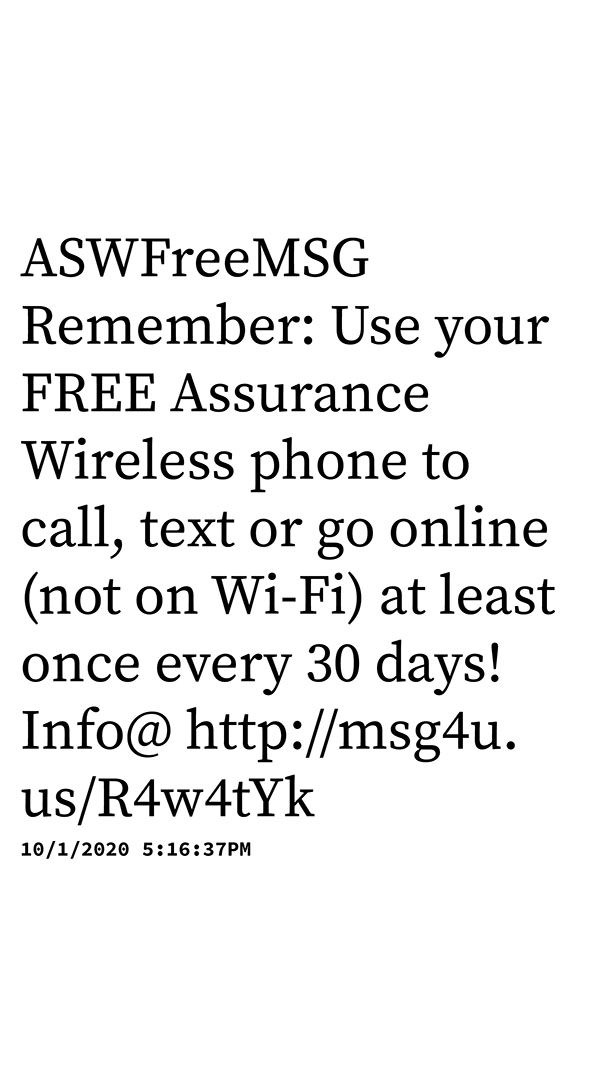 ASWFreeMSG
Remember: Use your
FREE Assurance
Wireless phone to
call, text or go online
(not on Wi-Fi) at least
once every 30 days!
Info@ http://msg4u.
us/R4w4tYk
10/1/2020 5:16:37PM